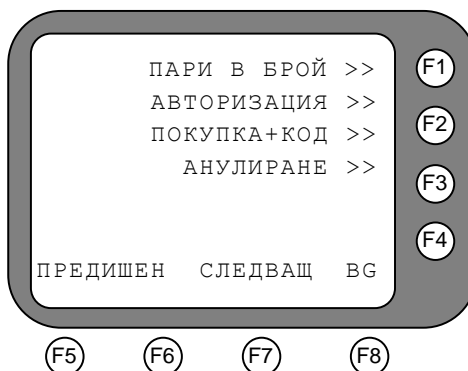 ПАРИ В БРОЙ >> F1
АВТОРИЗАЦИЯ >> F2
ПОКУПКА+КОД >> F3
АНУЛИРАНЕ >> F4
ПРЕДИШЕН СЛЕДВАЩ BG
F5 F6 F7 F8